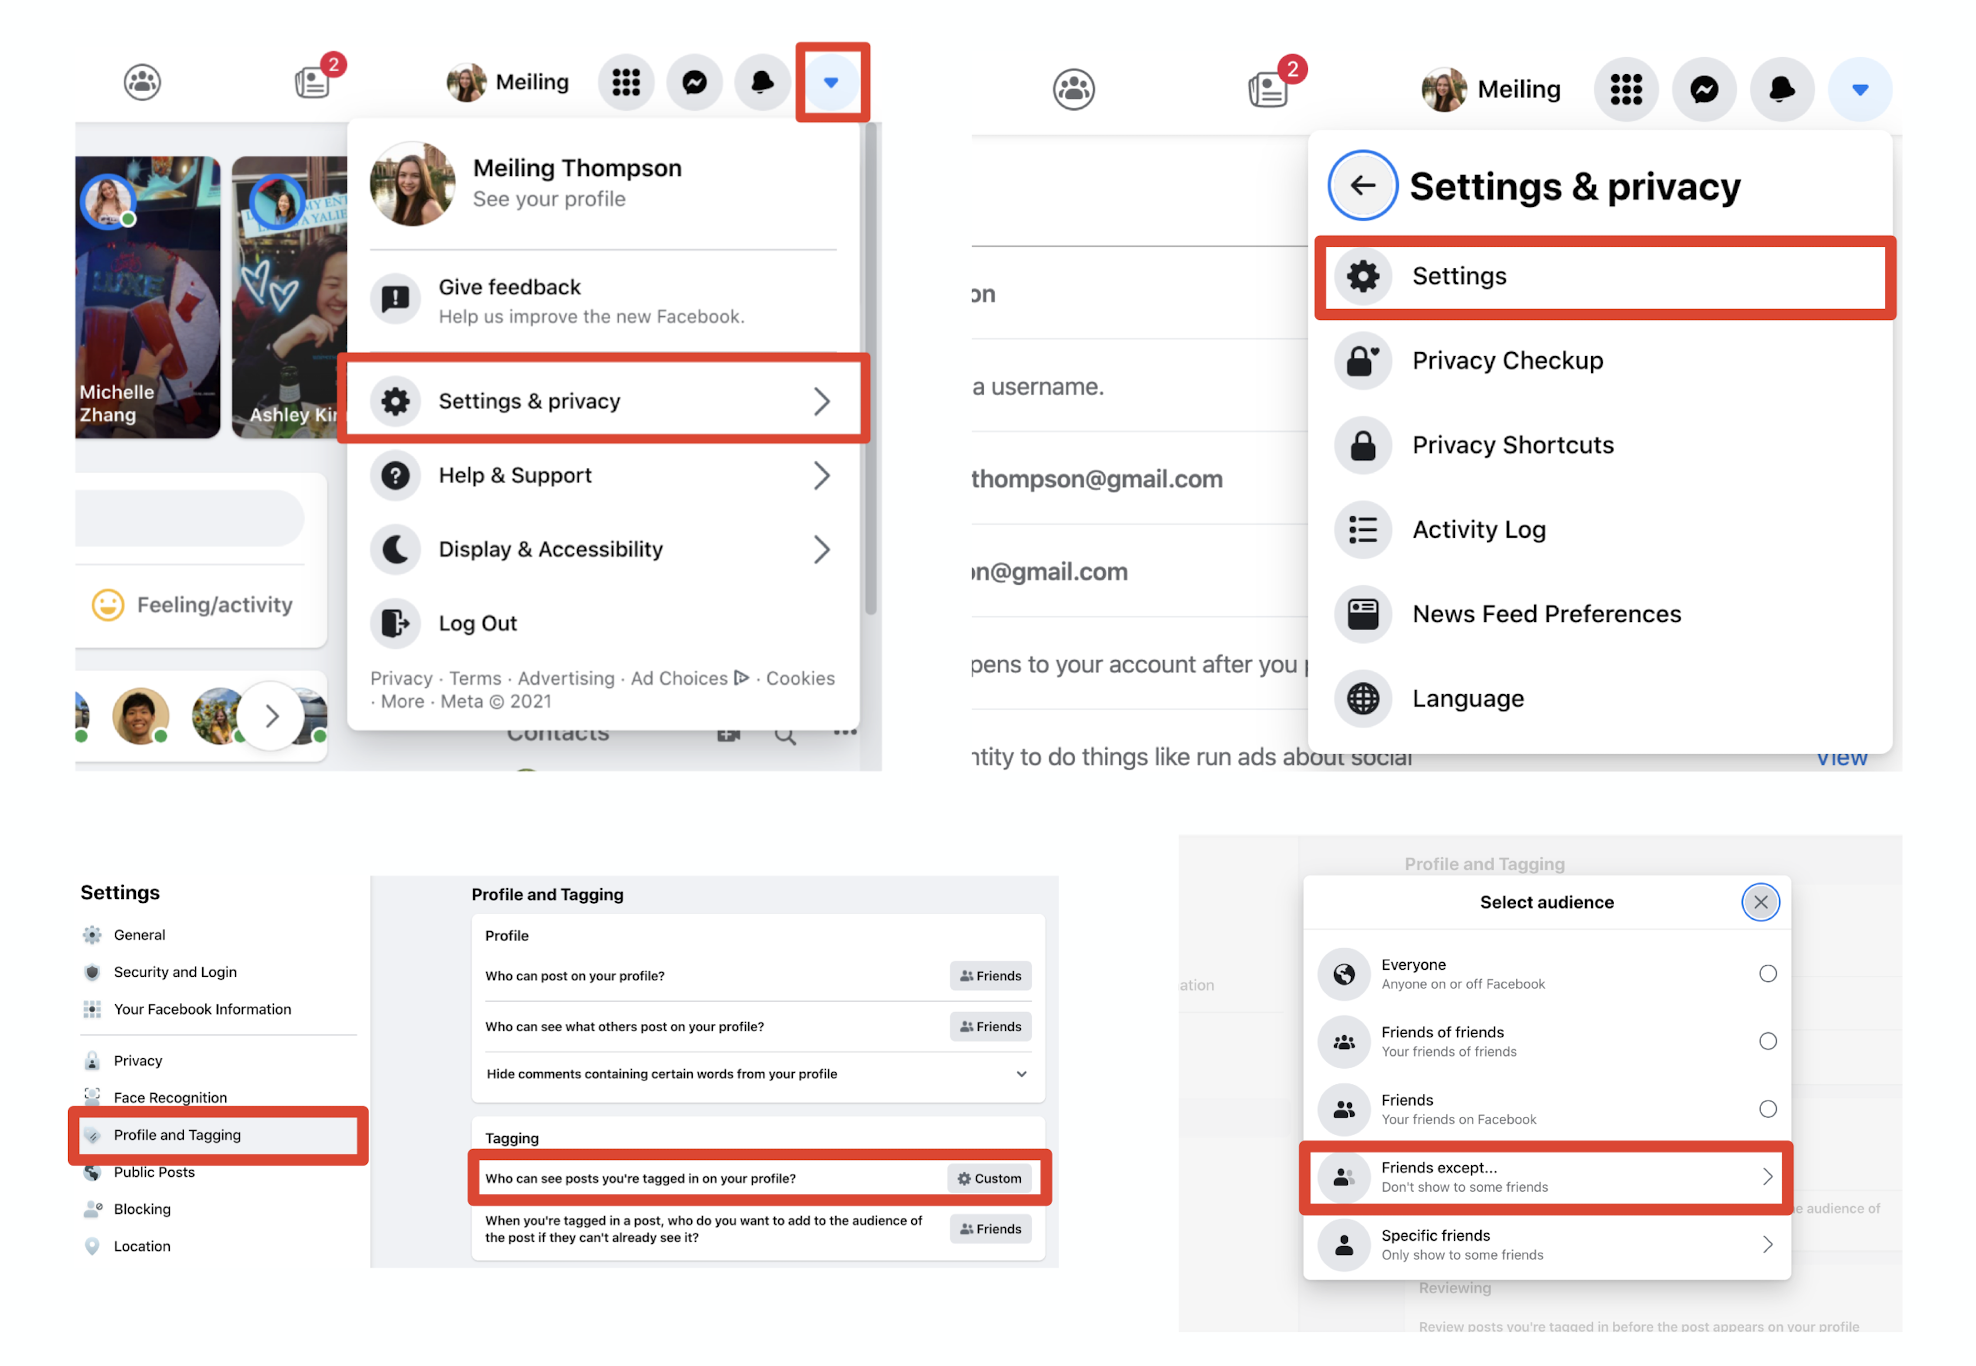 2
Meiling
Meiling Thompson
See your profile
Give feedback
Help us improve the new Facebook.
Settings & privacy
Help & Support
Display & Accessibility
Log Out
Privacy · Terms · Advertising · Ad Choices · Cookies
· More · Meta © 2021
MY
LUXE
Michelle
Zhang
Ashley
Feeling/activity
Contacts
2
Meiling
Settings & privacy
Settings
Privacy Checkup
Privacy Shortcuts
Activity Log
News Feed Preferences
Language
on
a username.
thompson@gmail.com
on@gmail.com
pens to your account after you
ntity to do things like run ads about social
View
Settings
General
Security and Login
Your Facebook Information
Privacy
Face Recognition
Profile and Tagging
Public Posts
Blocking
Location
Profile and Tagging
Profile
Who can post on your profile? Friends
Who can see what others post on your profile? Friends
Hide comments containing certain words from your profile
Tagging
Who can see posts you're tagged in on your profile? Custom
When you're tagged in a post, who do you want to add to the audience of
the post if they can't already see it? Friends
Profile and Tagging
ation
Select audience
Everyone
Anyone on or off Facebook
Friends of friends
Your friends of friends
Friends
Your friends on Facebook
Friends except...
Don't show to some friends
Specific friends
Only show to some friends
e audience of
Reviewing
Review posts you're tagged in before the post appears on your profile